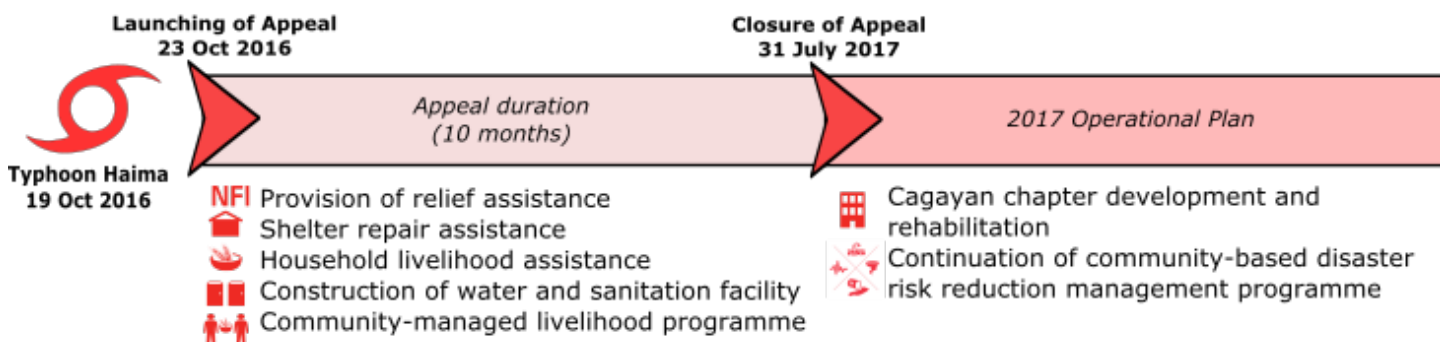 Launching of Appeal
23 Oct 2016
Closure of Appeal
31 July 2017
Appeal duration
(10 months)
2017 Operational Plan
Typhoon Haima
19 Oct 2016
NFI Provision of relief assistance
Shelter repair assistance
Household livelihood assistance
Construction of water and sanitation facility
Community-managed livelihood programme
Cagayan chapter development and
rehabilitation
Continuation of community-based disaster
risk reduction management programme